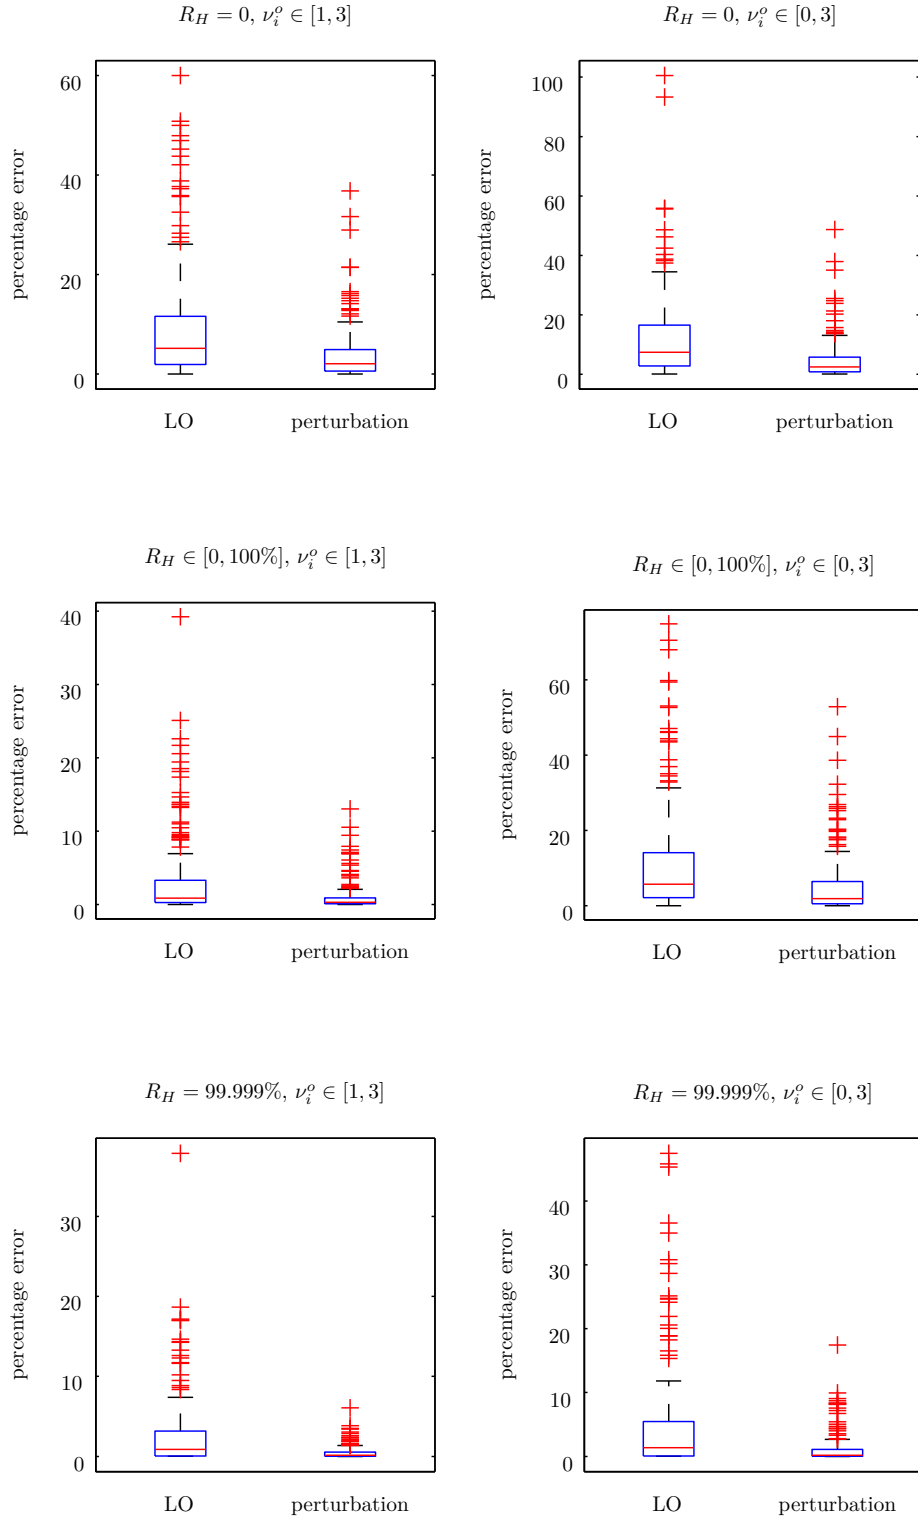 R_H = 0, ν_i^o ∈ [1, 3]
percentage error
60
40
20
0
LO perturbation
R_H = 0, ν_i^o ∈ [0, 3]
percentage error
100
80
60
40
20
0
LO perturbation
R_H ∈ [0, 100%], ν_i^o ∈ [1, 3]
percentage error
40
30
20
10
0
LO perturbation
R_H ∈ [0, 100%], ν_i^o ∈ [0, 3]
percentage error
60
40
20
0
LO perturbation
R_H = 99.999%, ν_i^o ∈ [1, 3]
percentage error
30
20
10
0
LO perturbation
R_H = 99.999%, ν_i^o ∈ [0, 3]
percentage error
40
30
20
10
0
LO perturbation